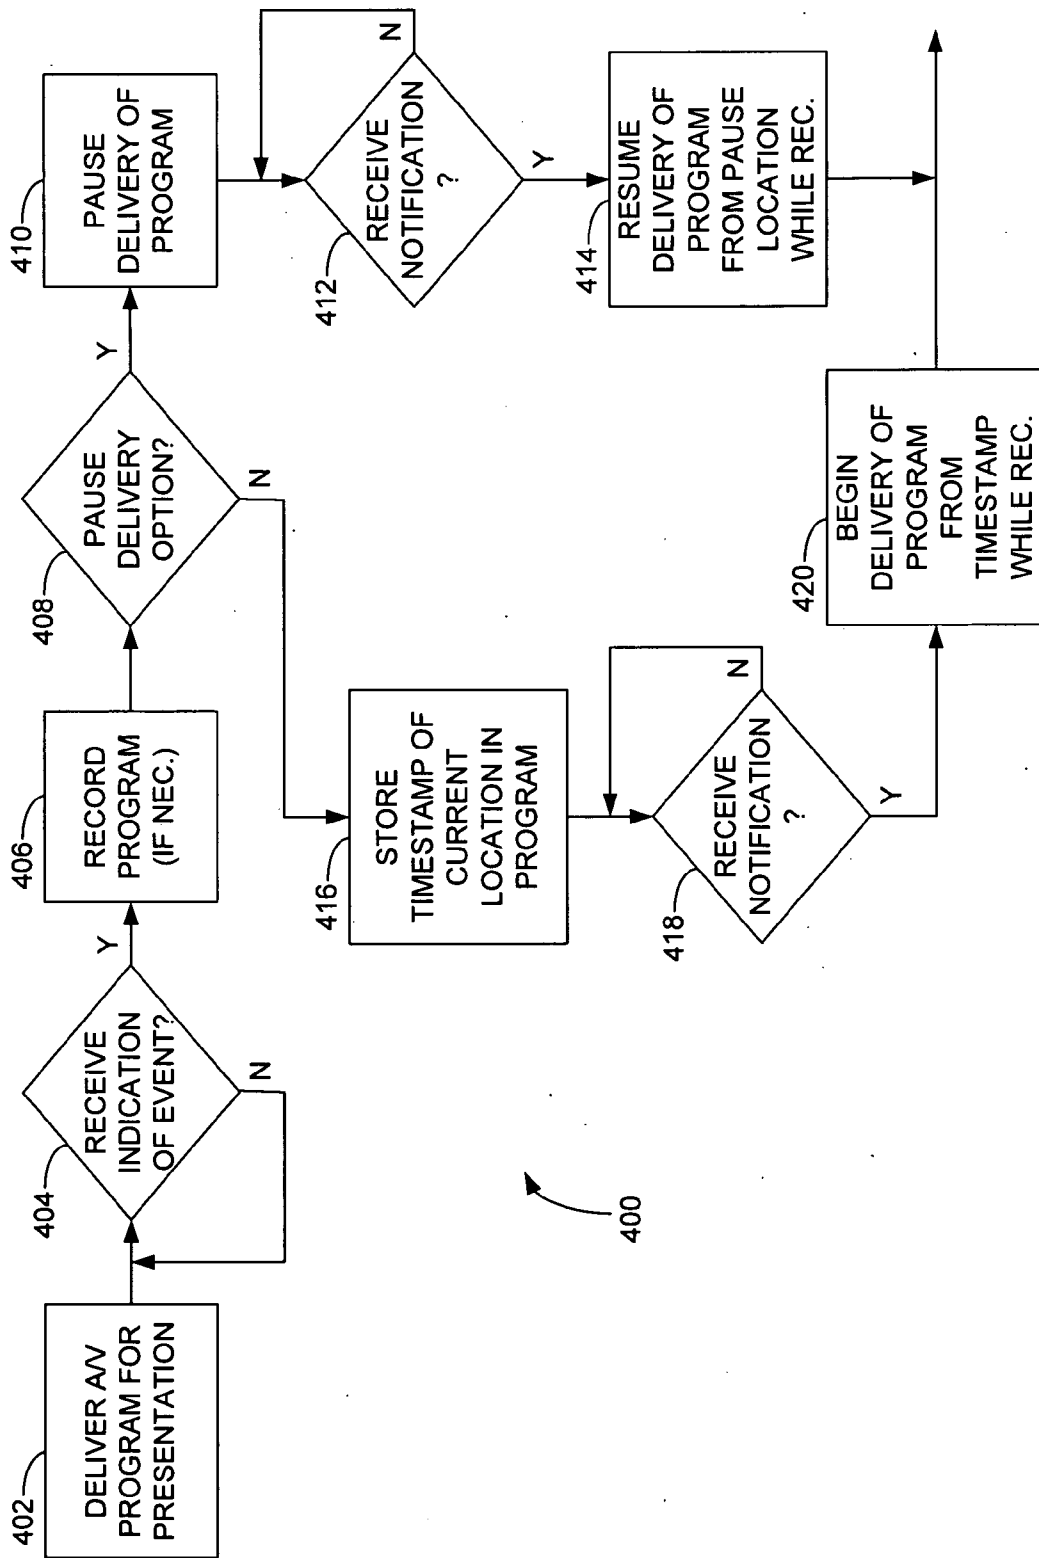 402
DELIVER A/V
PROGRAM FOR
PRESENTATION
404
RECEIVE
INDICATION
OF EVENT?
Y
N
406
RECORD
PROGRAM
(IF NEC.)
408
PAUSE
DELIVERY
OPTION?
Y
N
410
PAUSE
DELIVERY OF
PROGRAM
412
RECEIVE
NOTIFICATION
?
N
Y
414
RESUME
DELIVERY OF
PROGRAM
FROM PAUSE
LOCATION
WHILE REC.
416
STORE
TIMESTAMP OF
CURRENT
LOCATION IN
PROGRAM
418
RECEIVE
NOTIFICATION
?
N
Y
420
BEGIN
DELIVERY OF
PROGRAM
FROM
TIMESTAMP
WHILE REC.
400